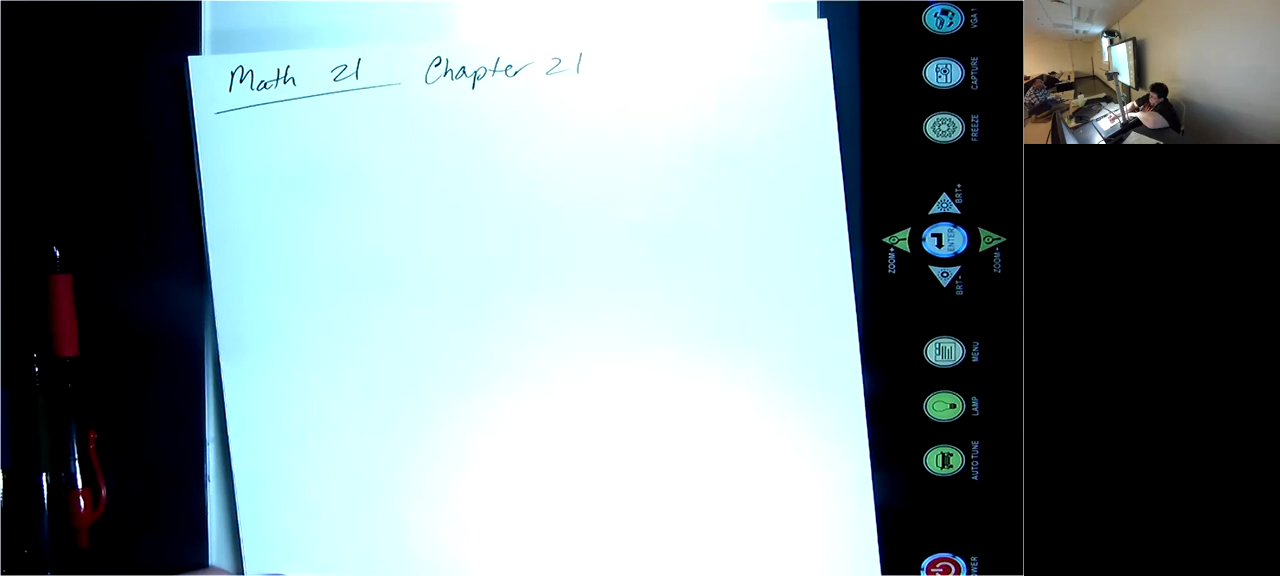 Math 21 Chapter 21
VGA 1
CAPTURE
FREEZE
BRT+
ZOOM+
ENTER
ZOOM-
BRT-
MENU
LAMP
AUTO TUNE